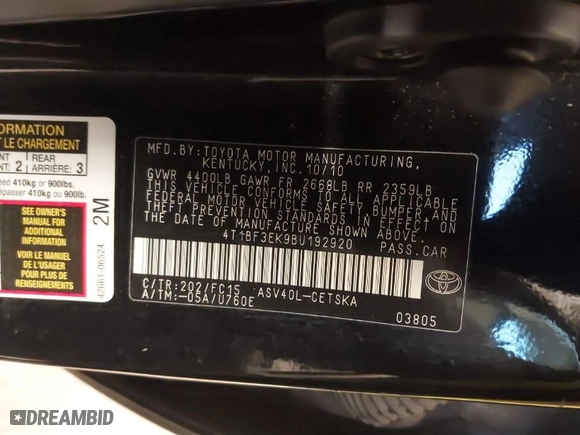 FORMATION
ET LE CHARGEMENT
2
REAR
ARRIÈRE: 3
410kg or 900lbs.
410kg ou 900lb
SEE OWNER'S
MANUAL FOR
ADDITIONAL
INFORMATION
VOIR LE MANUEL
DE L'USAGER
POUR PLUS DE
RENSEIGNEMENTS
2M
42661-06524
MFD. BY: TOYOTA MOTOR MANUFACTURING,
KENTUCKY, INC. 10/10
GVWR 4400LB GAWR FR 2668LB RR 2359LB
THIS VEHICLE CONFORMS TO ALL APPLICABLE
FEDERAL MOTOR VEHICLE SAFETY, BUMPER, AND
THEFT PREVENTION STANDARDS IN EFFECT ON
THE DATE OF MANUFACTURE SHOWN ABOVE.
4T1BF3EK9BU192920 PASS. CAR
C/TR: 202/FC15 ASV40L-CETSKA
A/TM: -05A/U760E
03805
DREAMBID